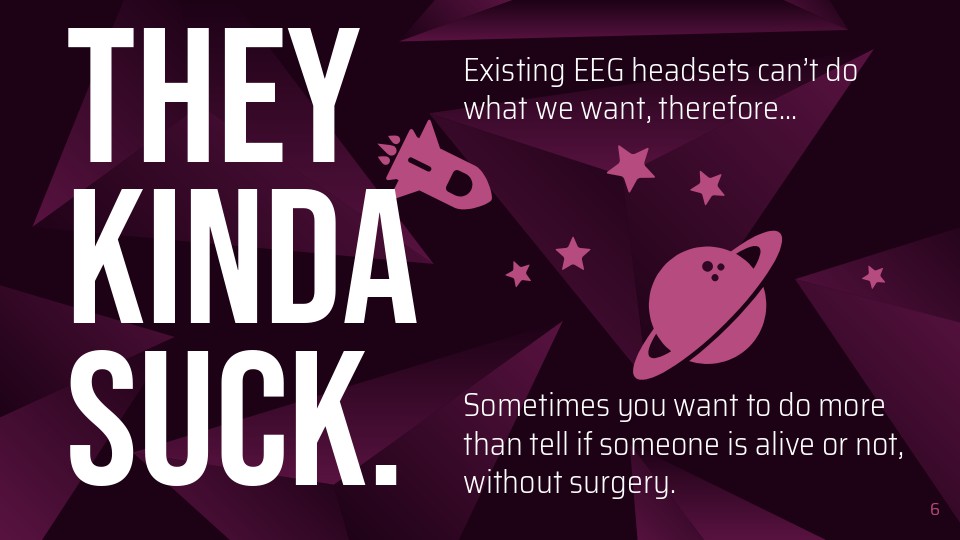 THEY
KINDA
SUCK.
Existing EEG headsets can’t do
what we want, therefore...
Sometimes you want to do more
than tell if someone is alive or not,
without surgery.
6